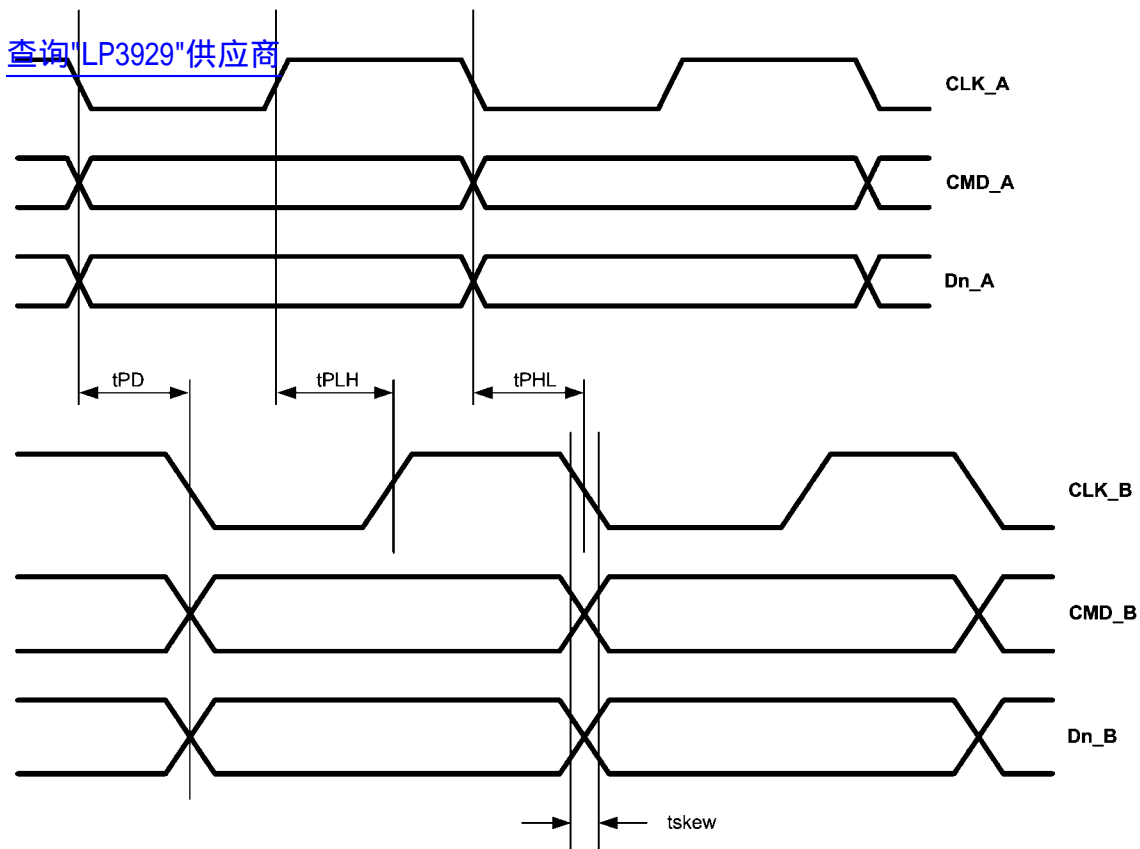 查询"LP3929"供应商
CLK_A
CMD_A
Dn_A
tPD
tPLH
tPHL
CLK_B
CMD_B
Dn_B
tskew